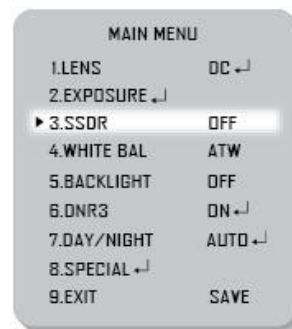 MAIN MENU
1.LENS DC ↵
2.EXPOSURE ↵
▶ 3.SSDR OFF
4.WHITE BAL ATW
5.BACKLIGHT OFF
6.DNR3 ON ↵
7.DAY/NIGHT AUTO ↵
8.SPECIAL ↵
9.EXIT SAVE